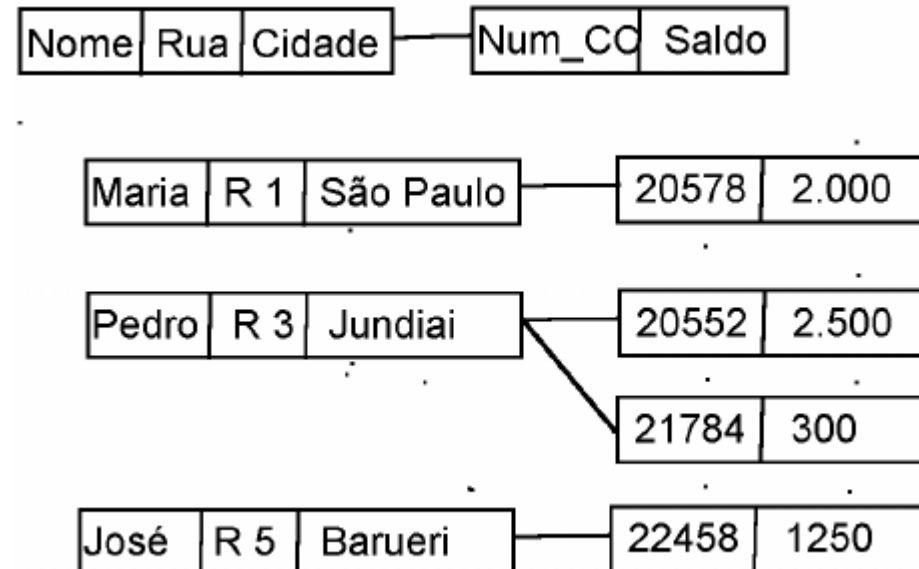 Nome Rua Cidade Num_CC Saldo
Maria R 1 São Paulo 20578 2.000
Pedro R 3 Jundiai 20552 2.500
21784 300
José R 5 Barueri 22458 1250